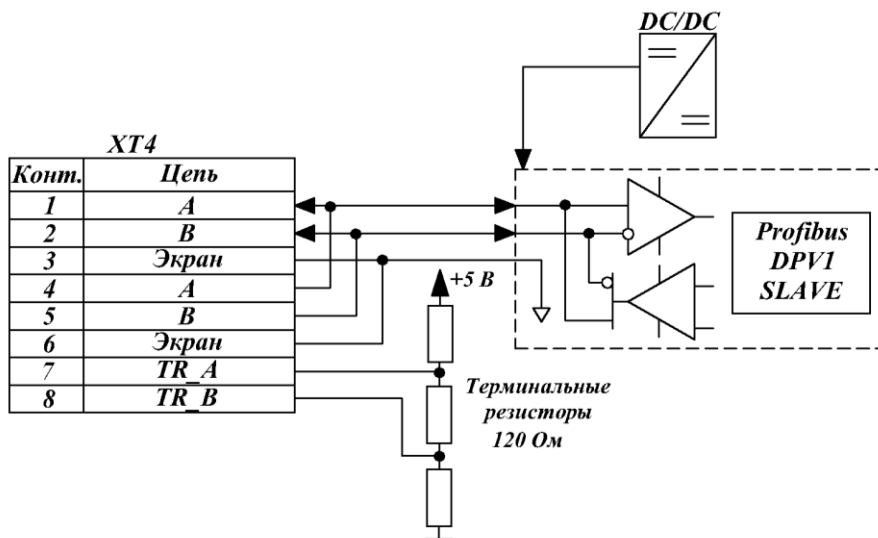 DC/DC
XT4
Конт. Цепь
1 A
2 B
3 Экран
4 A
5 B
6 Экран
7 TR_A
8 TR_B
+5 В
Терминальные
резисторы
120 Ом
Profibus
DPV1
SLAVE